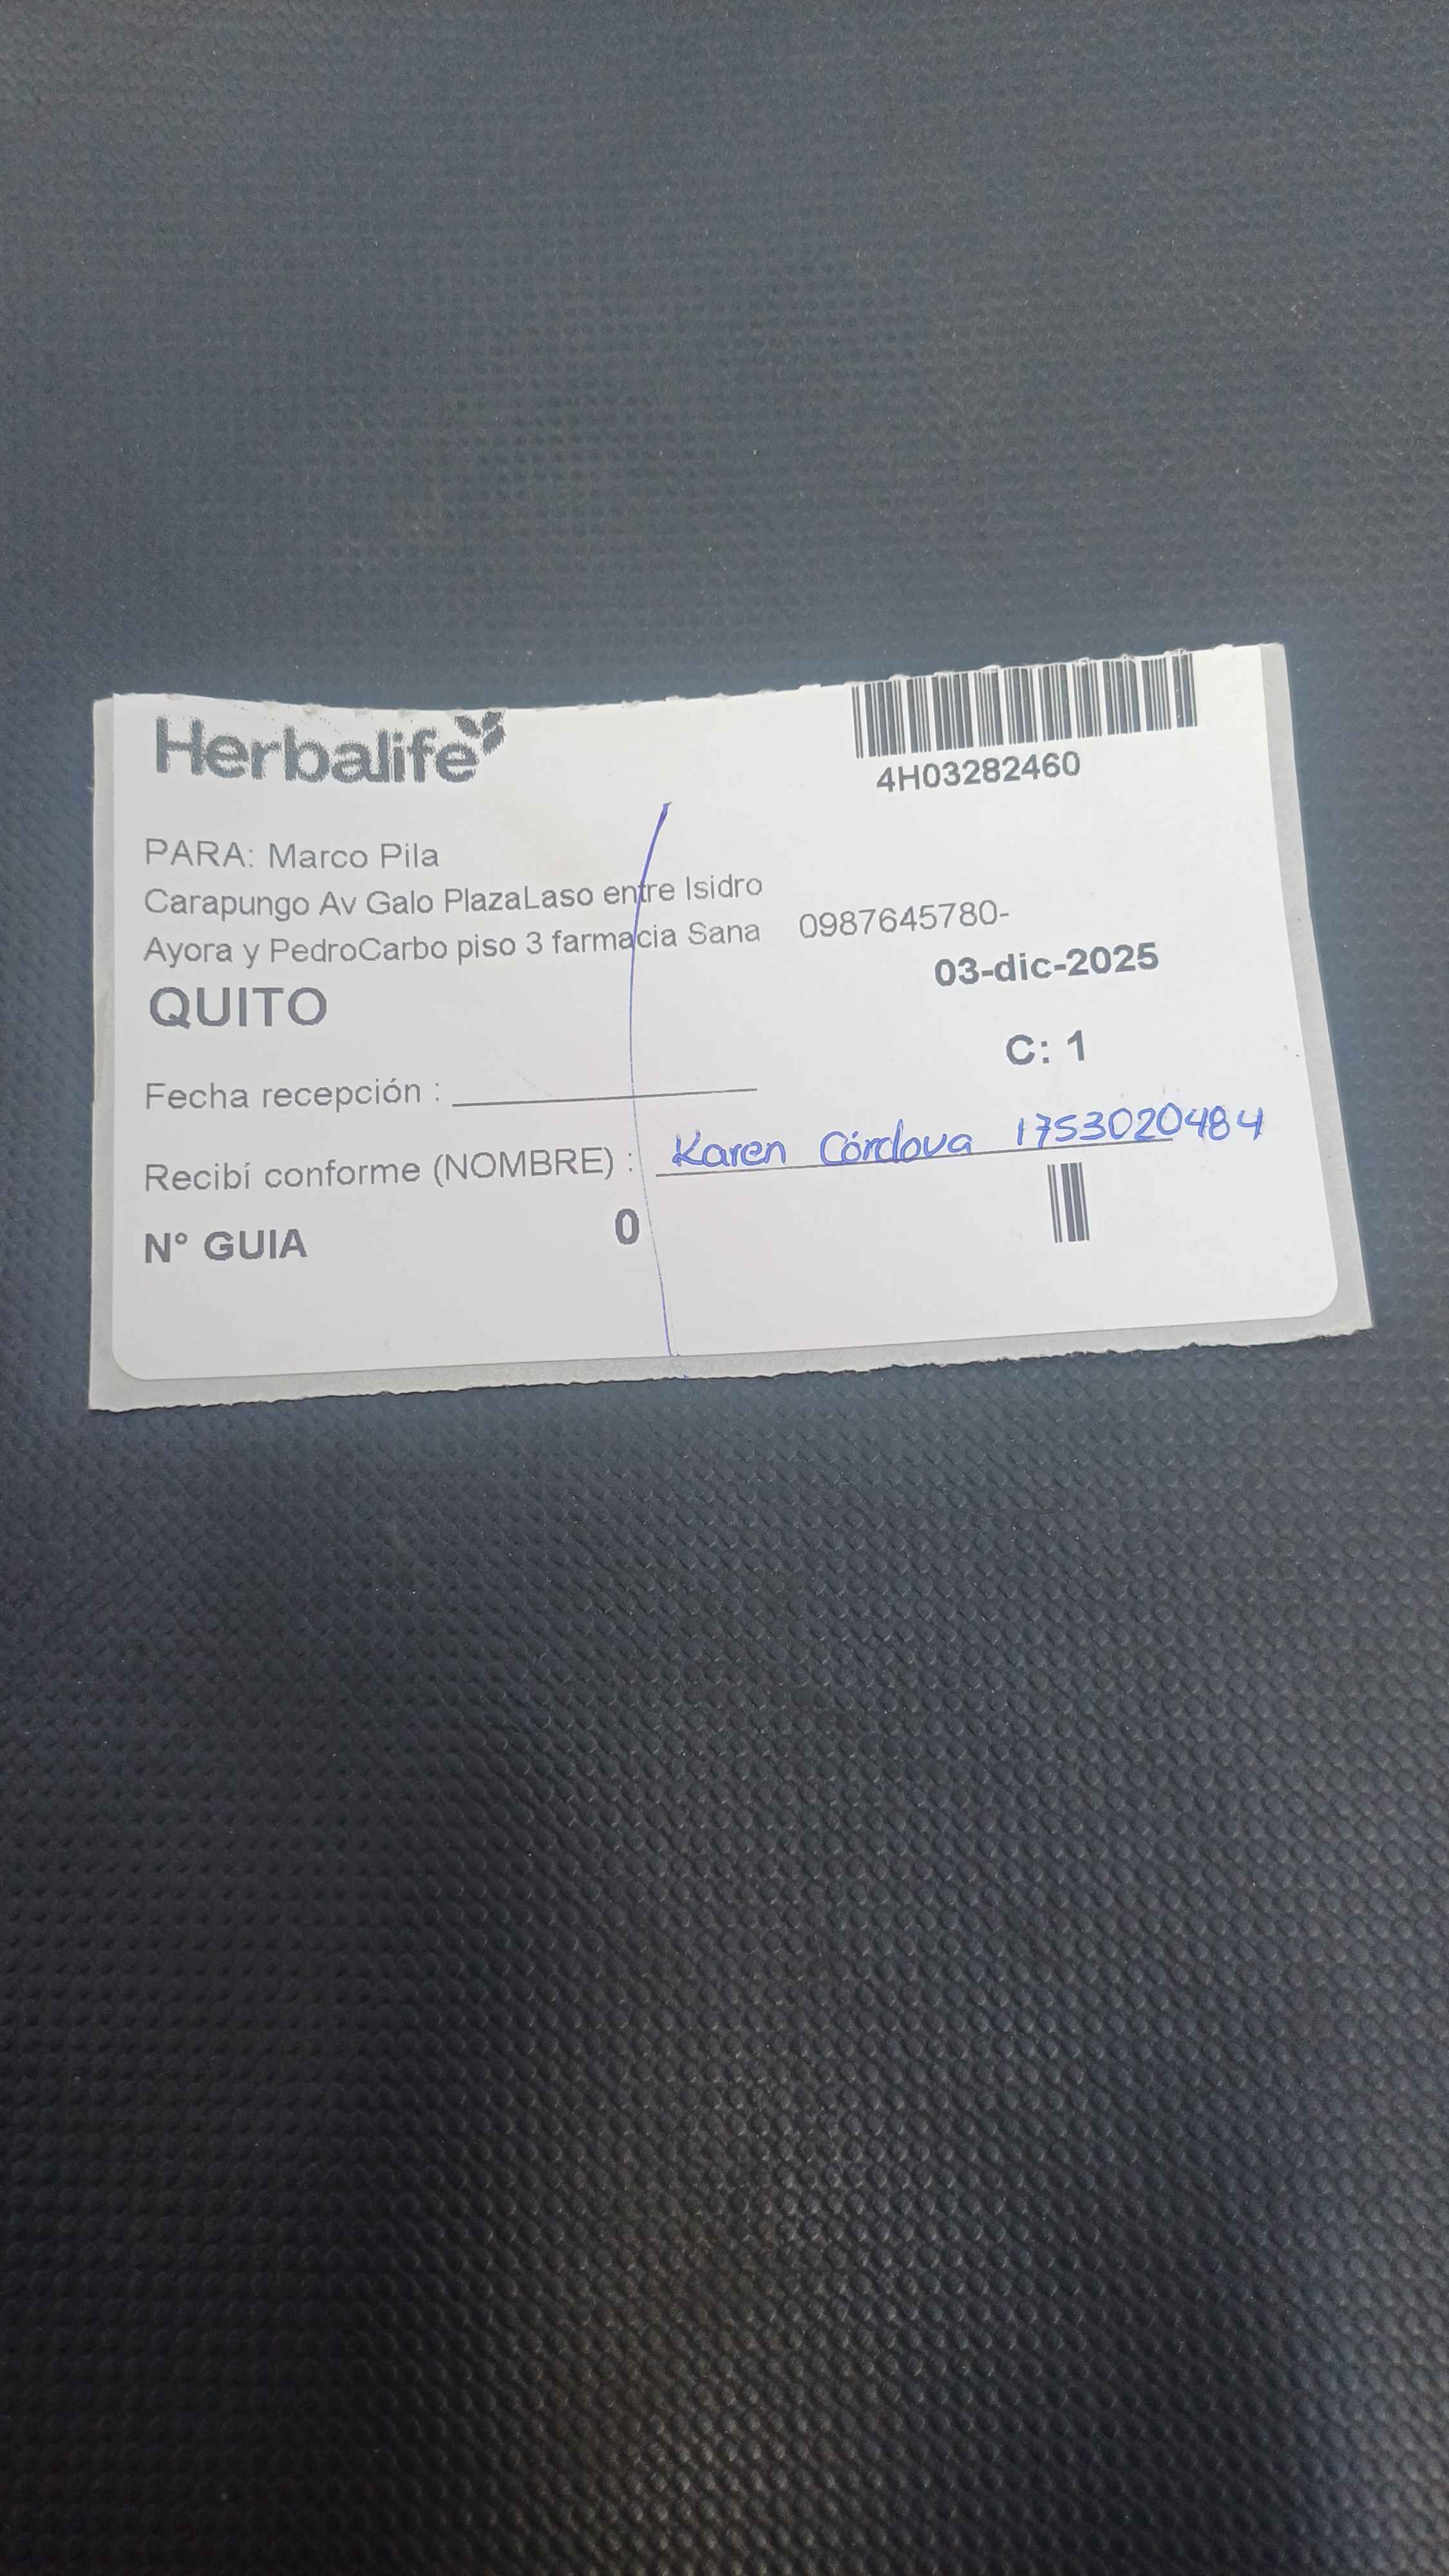 Herbalife
4H03282460
PARA: Marco Pila
Carapungo Av Galo PlazaLaso entre Isidro
Ayora y PedroCarbo piso 3 farmacia Sana 0987645780-
03-dic-2025
QUITO
C: 1
Fecha recepción :
Recibí conforme (NOMBRE) : Karen Córdova 1753020484
N° GUIA 0